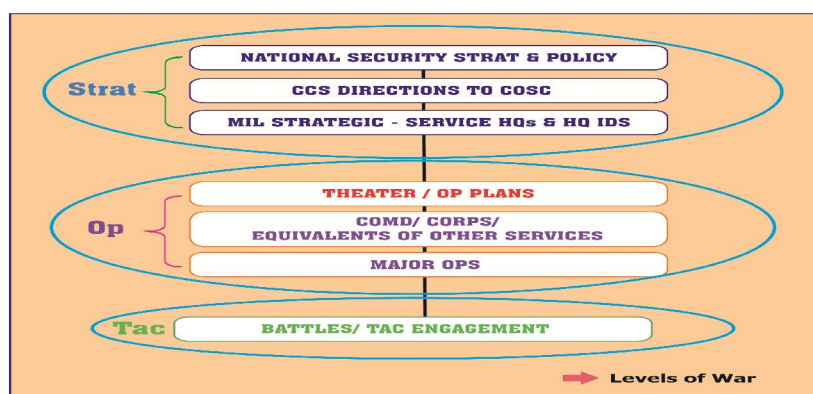 NATIONAL SECURITY STRAT & POLICY
Strat
CCS DIRECTIONS TO COSC
MIL STRATEGIC - SERVICE HQs & HQ IDS
THEATER / OP PLANS
Op
COMD/ CORPS/
EQUIVALENTS OF OTHER SERVICES
MAJOR OPS
Tac
BATTLES/ TAC ENGAGEMENT
Levels of War